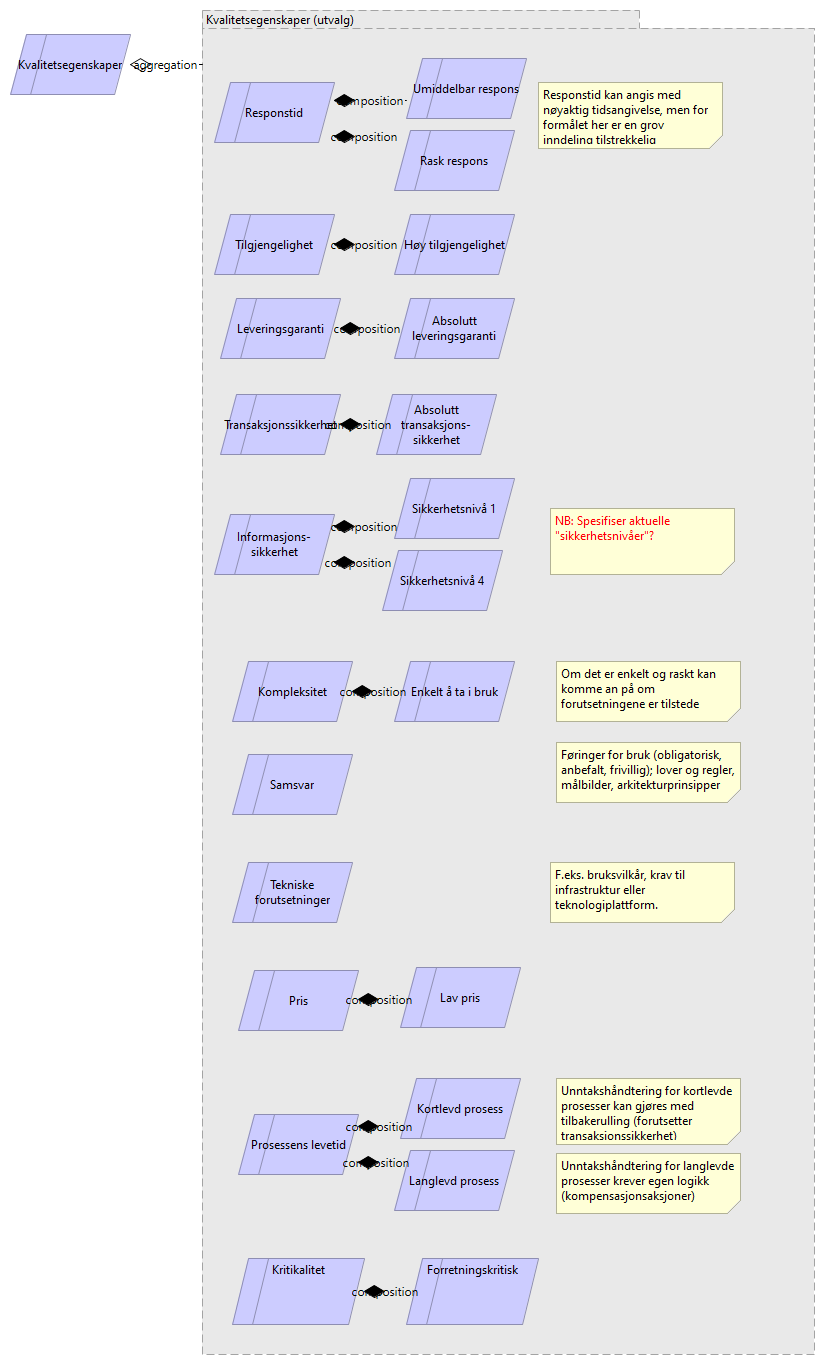 Kvalitetsegenskaper (utvalg)
Kvalitetsegenskaper
aggregation
Responstid
composition
Umiddelbar respons
composition
Rask respons
Responstid kan angis med
nøyaktig tidsangivelse, men for
formålet her er en grov
inndeling tilstrekkelig
Tilgjengelighet
composition
Høy tilgjengelighet
Leveringsgaranti
composition
Absolutt
leveringsgaranti
Transaksjonssikkerhet
composition
Absolutt
transaksjons-
sikkerhet
Informasjons-
sikkerhet
composition
Sikkerhetsnivå 1
composition
Sikkerhetsnivå 4
NB: Spesifiser aktuelle
"sikkerhetsnivåer"?
Kompleksitet
composition
Enkelt å ta i bruk
Om det er enkelt og raskt kan
komme an på om
forutsetningene er tilstede
Samsvar
Føringer for bruk (obligatorisk,
anbefalt, frivillig); lover og regler,
målbilder, arkitekturprinsipper
Tekniske
forutsetninger
F.eks. bruksvilkår, krav til
infrastruktur eller
teknologiplattform.
Pris
composition
Lav pris
Prosessens levetid
composition
Kortlevd prosess
composition
Langlevd prosess
Unntakshåndtering for kortlevde
prosesser kan gjøres med
tilbakerulling (forutsetter
transaksjonssikkerhet)
Unntakshåndtering for langlevde
prosesser krever egen logikk
(kompensasjonsaksjoner)
Kritikalitet
composition
Forretningskritisk